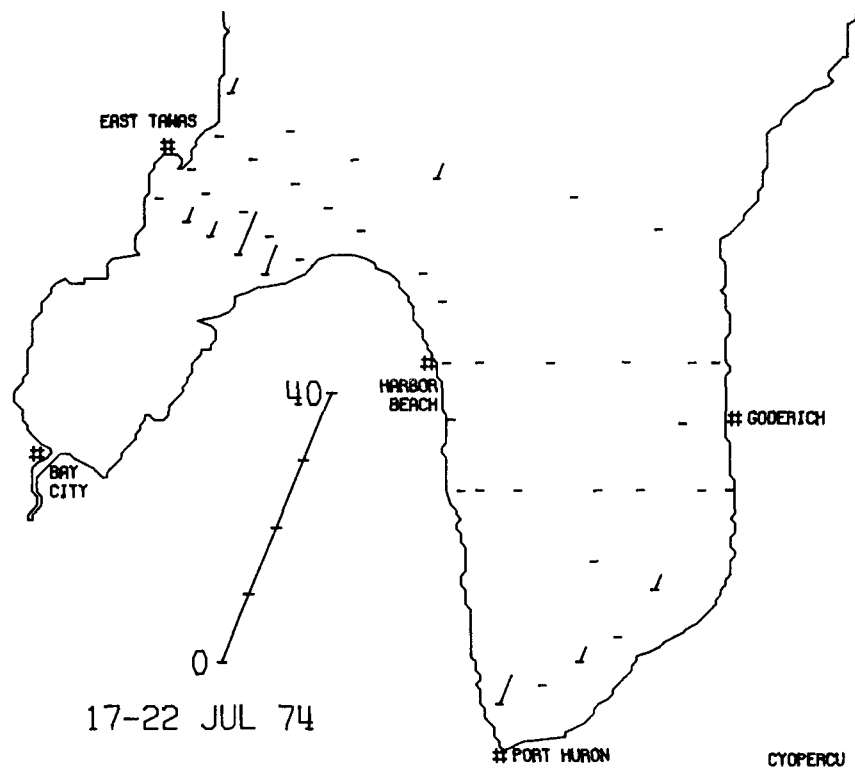 EAST TAWAS
40
HARBOR
BEACH
# GODERICH
BAY
CITY
0
17-22 JUL 74
# PORT HURON
CYOPERCU